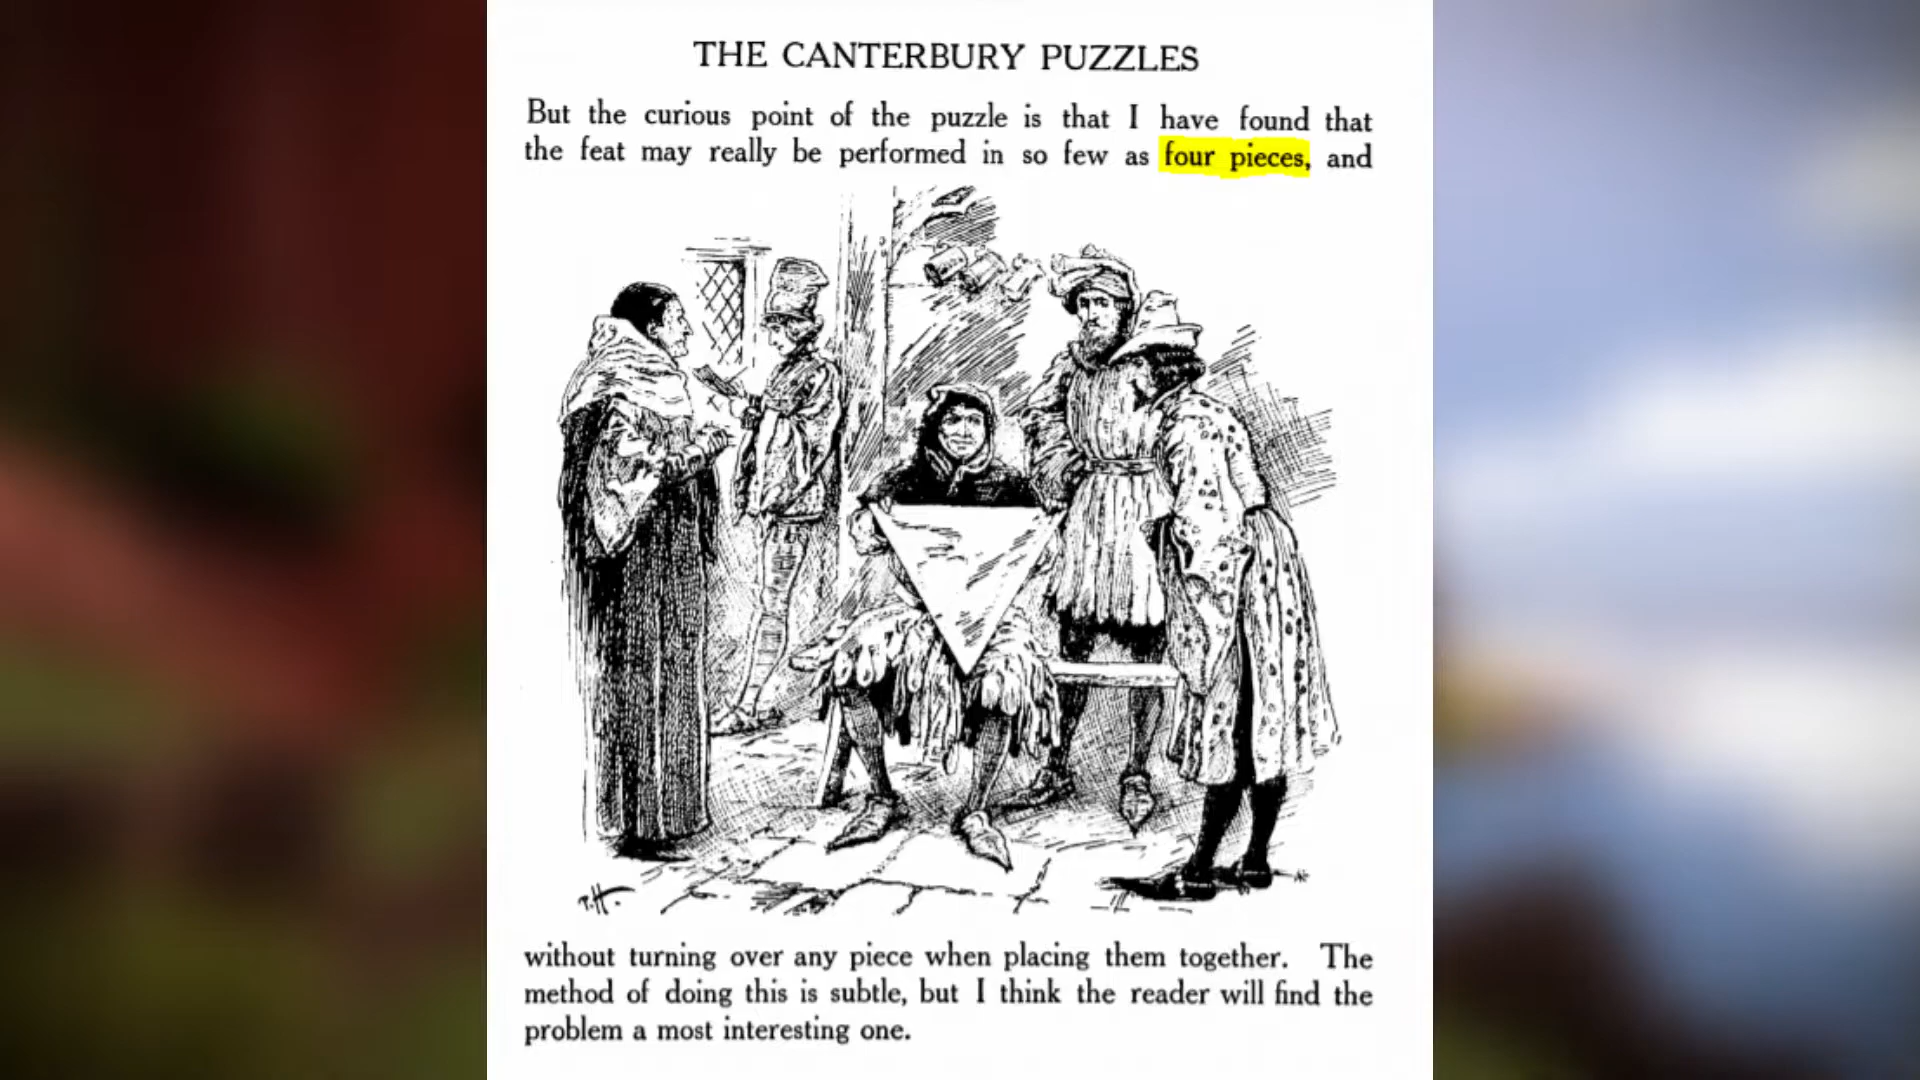 THE CANTERBURY PUZZLES
But the curious point of the puzzle is that I have found that
the feat may really be performed in so few as four pieces, and
without turning over any piece when placing them together. The
method of doing this is subtle, but I think the reader will find the
problem a most interesting one.